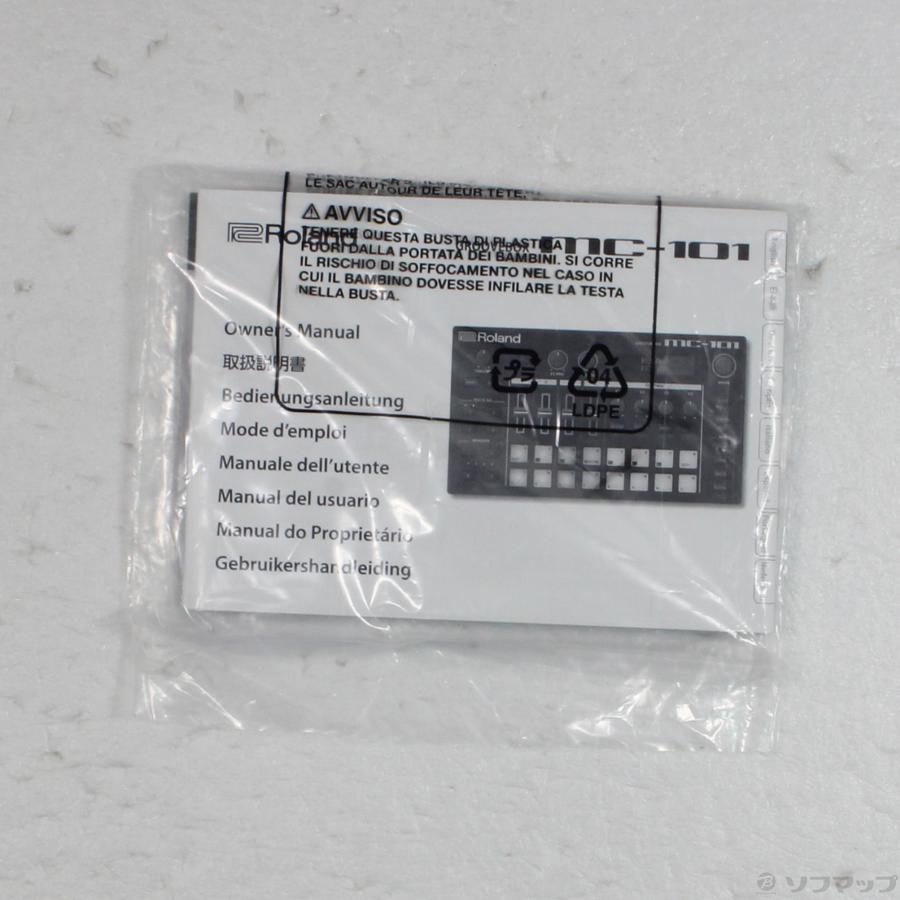 LE SAC AUTOUR DE LEUR TÊTE.
⚠ AVVISO
TENERE QUESTA BUSTA DI PLASTICA
FUORI DALLA PORTATA DEI BAMBINI. SI CORRE
IL RISCHIO DI SOFFOCAMENTO NEL CASO IN
CUI IL BAMBINO DOVESSE INFILARE LA TESTA
NELLA BUSTA.
Roland
GROOVEBOX MC-101
Owner's Manual
取扱説明書
Bedienungsanleitung
Mode d'emploi
Manuale dell'utente
Manual del usuario
Manual do Proprietário
Gebruikershandleiding
Roland
MC-101
プラ
04
LDPE
ソフマップ